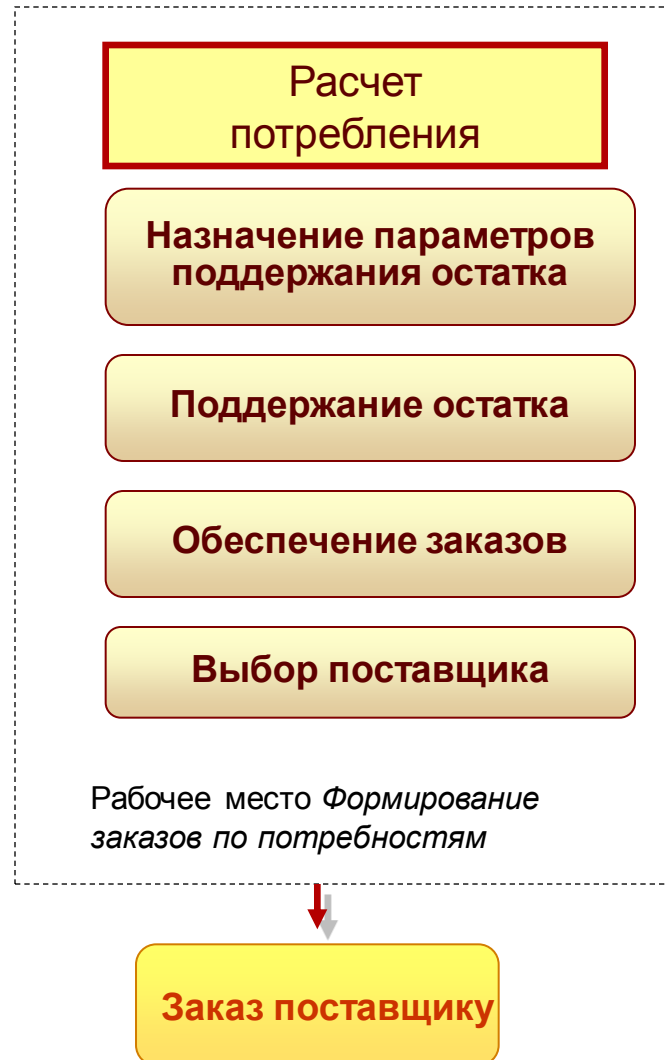 Расчет
потребления
Назначение параметров
поддержания остатка
Поддержание остатка
Обеспечение заказов
Выбор поставщика
Рабочее место Формирование
заказов по потребностям
Заказ поставщику